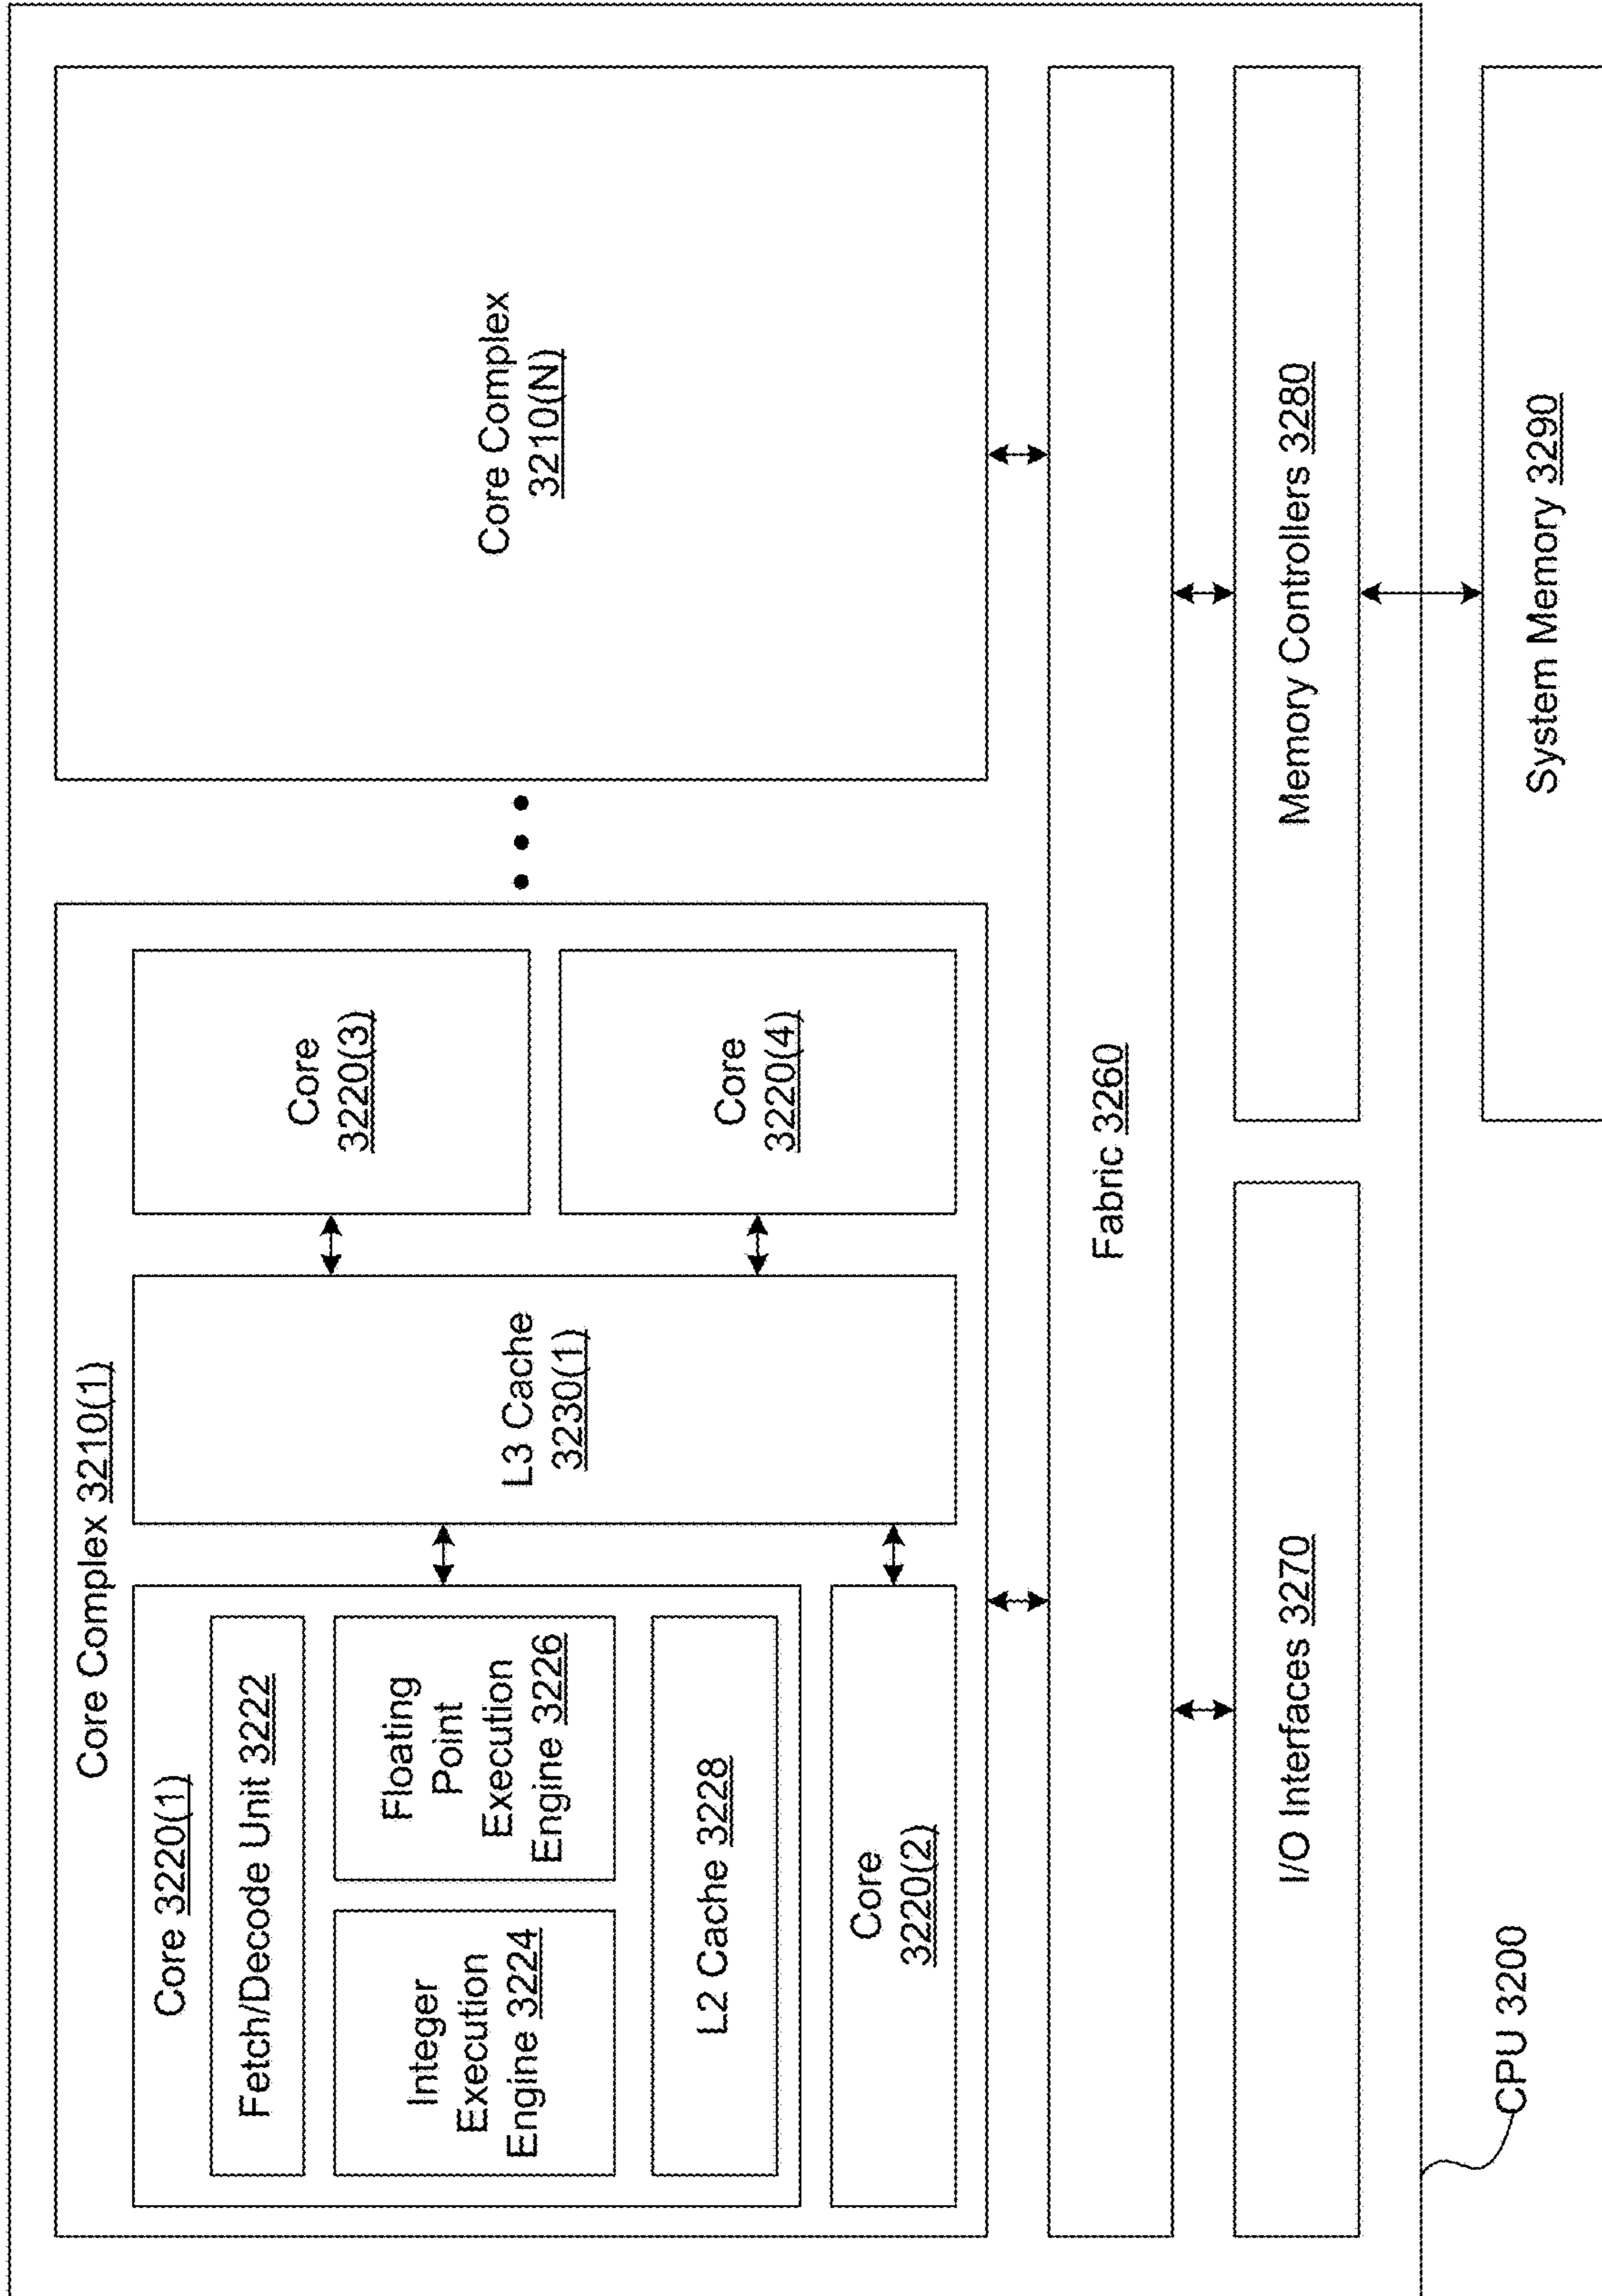 Core Complex 3210(1)
Core 3220(1)
Fetch/Decode Unit 3222
Integer
Execution
Engine 3224
Floating
Point
Execution
Engine 3226
L2 Cache 3228
Core
3220(2)
L3 Cache
3230(1)
Core
3220(3)
Core
3220(4)
Core Complex
3210(N)
Fabric 3260
I/O Interfaces 3270
Memory Controllers 3280
CPU 3200
System Memory 3290